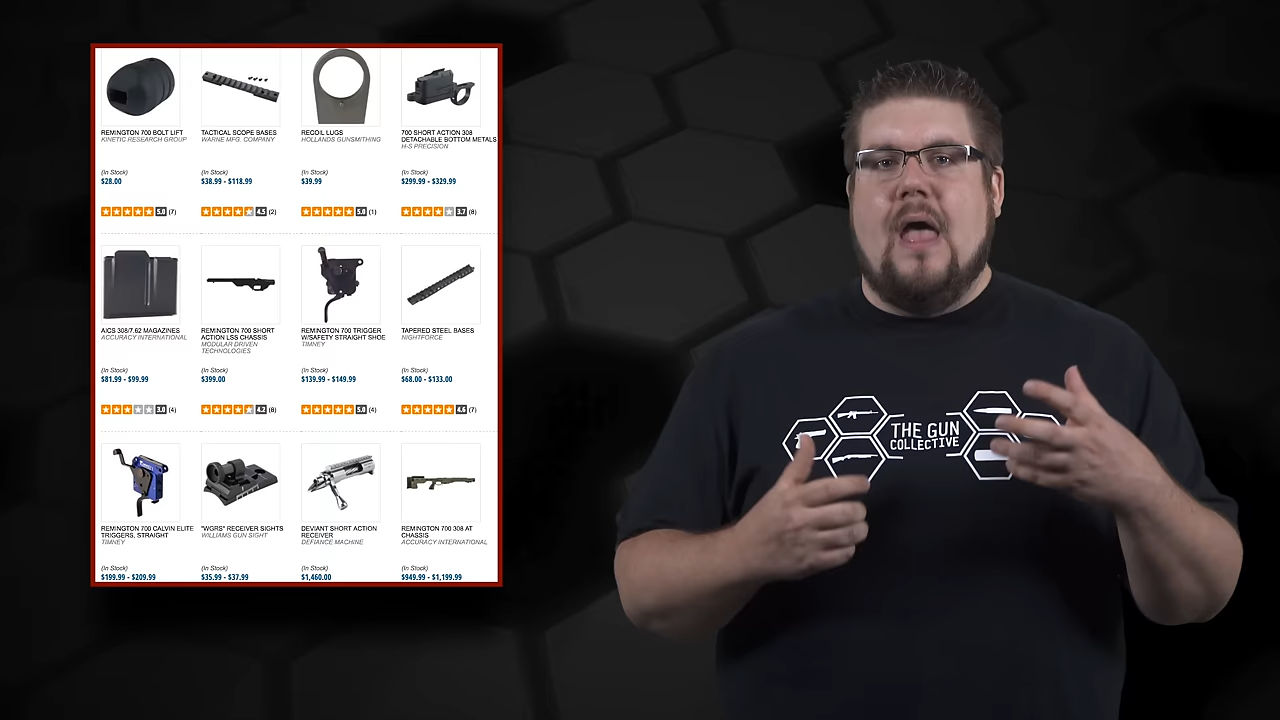 REMINGTON 700 BOLT LIFT
KINETIC RESEARCH GROUP
(In Stock)
$28.00
5.0 (7)
TACTICAL SCOPE BASES
WARNE MFG. COMPANY
(In Stock)
$38.99 - $118.99
4.5 (2)
RECOIL LUGS
HOLLANDS GUNSMITHING
(In Stock)
$39.99
5.0 (1)
700 SHORT ACTION 308
DETACHABLE BOTTOM METALS
H-S PRECISION
(In Stock)
$299.99 - $329.99
3.7 (8)
AICS 308/7.62 MAGAZINES
ACCURACY INTERNATIONAL
(In Stock)
$81.99 - $99.99
3.0 (4)
REMINGTON 700 SHORT
ACTION LSS CHASSIS
MODULAR DRIVEN
TECHNOLOGIES
(In Stock)
$399.00
4.2 (8)
REMINGTON 700 TRIGGER
W/SAFETY STRAIGHT SHOE
TIMNEY
(In Stock)
$139.99 - $149.99
5.0 (4)
TAPERED STEEL BASES
NIGHTFORCE
(In Stock)
$68.00 - $133.00
4.6 (7)
REMINGTON 700 CALVIN ELITE
TRIGGERS, STRAIGHT
TIMNEY
(In Stock)
$199.99 - $209.99
"WGRS" RECEIVER SIGHTS
WILLIAMS GUN SIGHT
(In Stock)
$35.99 - $37.99
DEVIANT SHORT ACTION
RECEIVER
DEFIANCE MACHINE
(In Stock)
$1,460.00
REMINGTON 700 308 AT
CHASSIS
ACCURACY INTERNATIONAL
(In Stock)
$949.99 - $1,199.99
THE GUN
COLLECTIVE